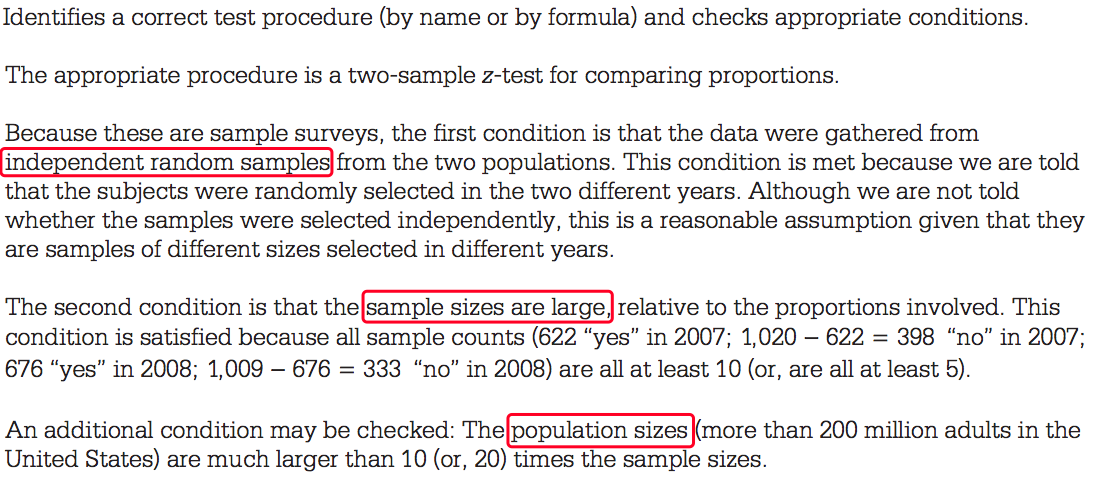 Identifies a correct test procedure (by name or by formula) and checks appropriate conditions.
The appropriate procedure is a two-sample z-test for comparing proportions.
Because these are sample surveys, the first condition is that the data were gathered from
independent random samples from the two populations. This condition is met because we are told
that the subjects were randomly selected in the two different years. Although we are not told
whether the samples were selected independently, this is a reasonable assumption given that they
are samples of different sizes selected in different years.
The second condition is that the sample sizes are large, relative to the proportions involved. This
condition is satisfied because all sample counts (622 “yes” in 2007; 1,020 – 622 = 398 “no” in 2007;
676 “yes” in 2008; 1,009 – 676 = 333 “no” in 2008) are all at least 10 (or, are all at least 5).
An additional condition may be checked: The population sizes (more than 200 million adults in the
United States) are much larger than 10 (or, 20) times the sample sizes.